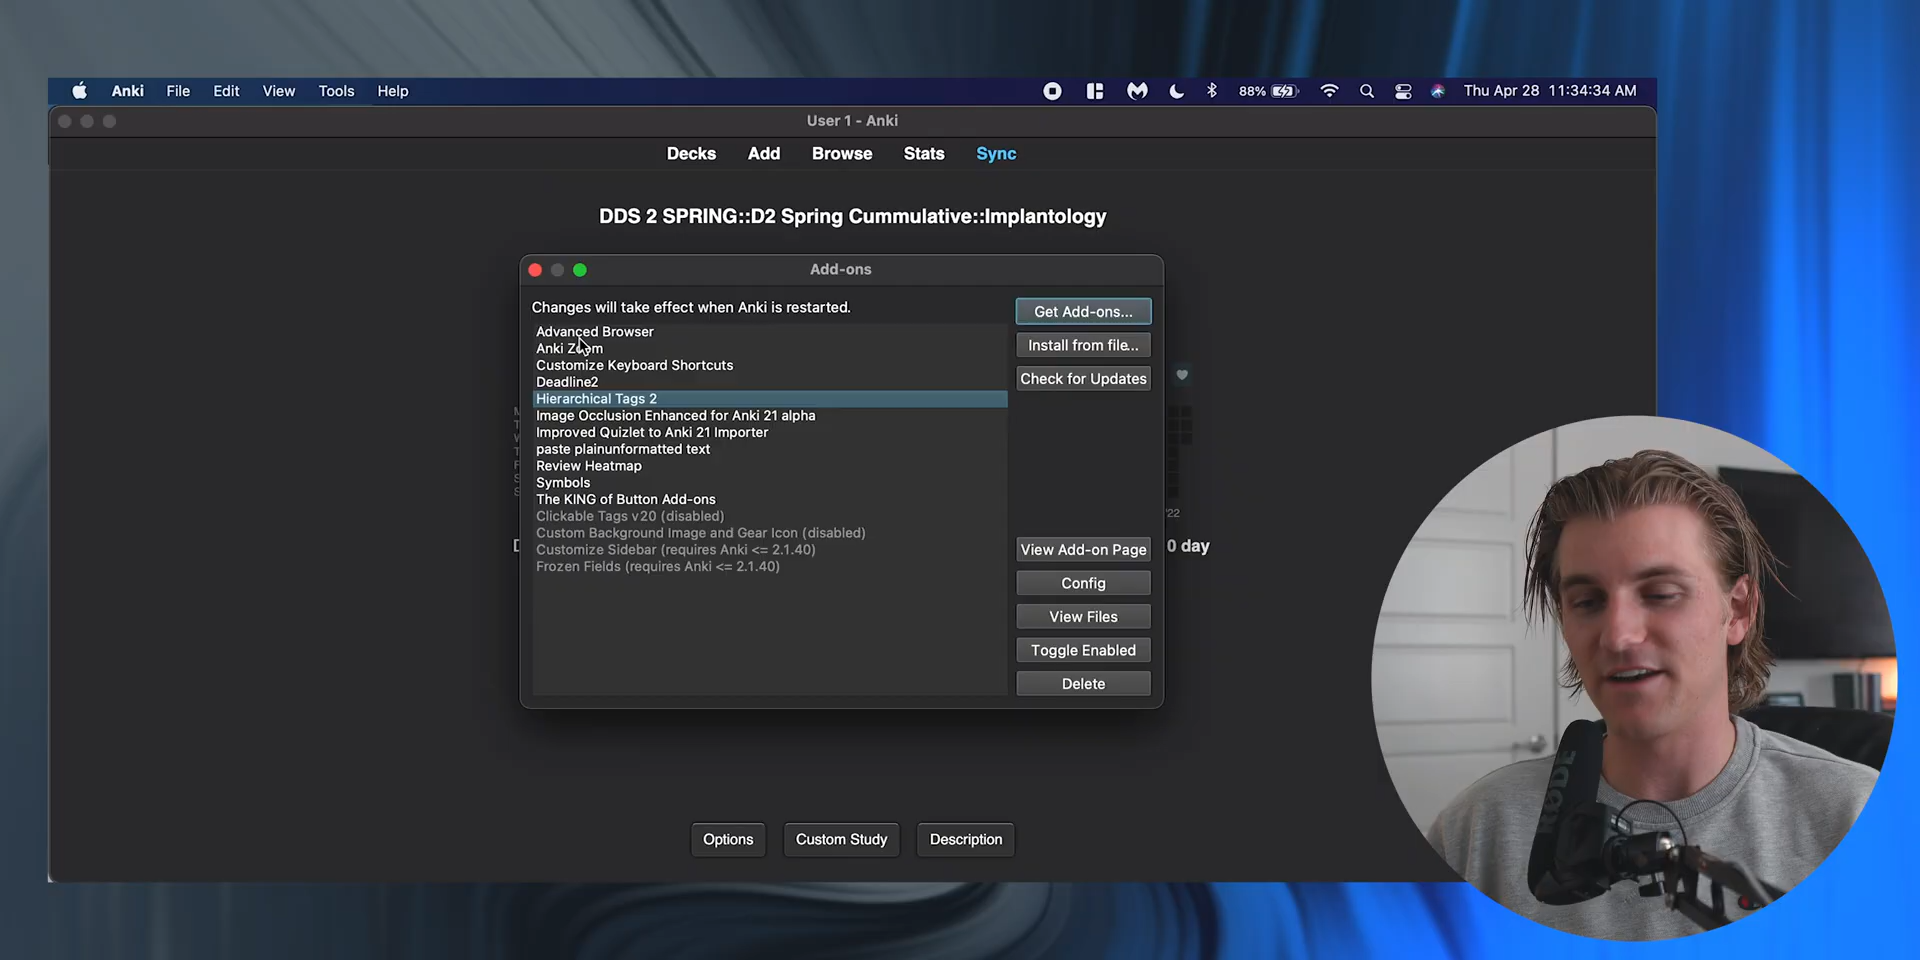 Anki File Edit View Tools Help 88% Thu Apr 28 11:34:34 AM
User 1 - Anki
Decks Add Browse Stats Sync
DDS 2 SPRING::D2 Spring Cummulative::Implantology
Add-ons
Changes will take effect when Anki is restarted.
Advanced Browser
Anki Zoom
Customize Keyboard Shortcuts
Deadline2
Hierarchical Tags 2
Image Occlusion Enhanced for Anki 21 alpha
Improved Quizlet to Anki 21 Importer
paste plainunformatted text
Review Heatmap
Symbols
The KING of Button Add-ons
Clickable Tags v20 (disabled)
Custom Background Image and Gear Icon (disabled)
Customize Sidebar (requires Anki <= 2.1.40)
Frozen Fields (requires Anki <= 2.1.40)
Get Add-ons...
Install from file...
Check for Updates
View Add-on Page
Config
View Files
Toggle Enabled
Delete
'22
0 day
Options Custom Study Description
RØDE